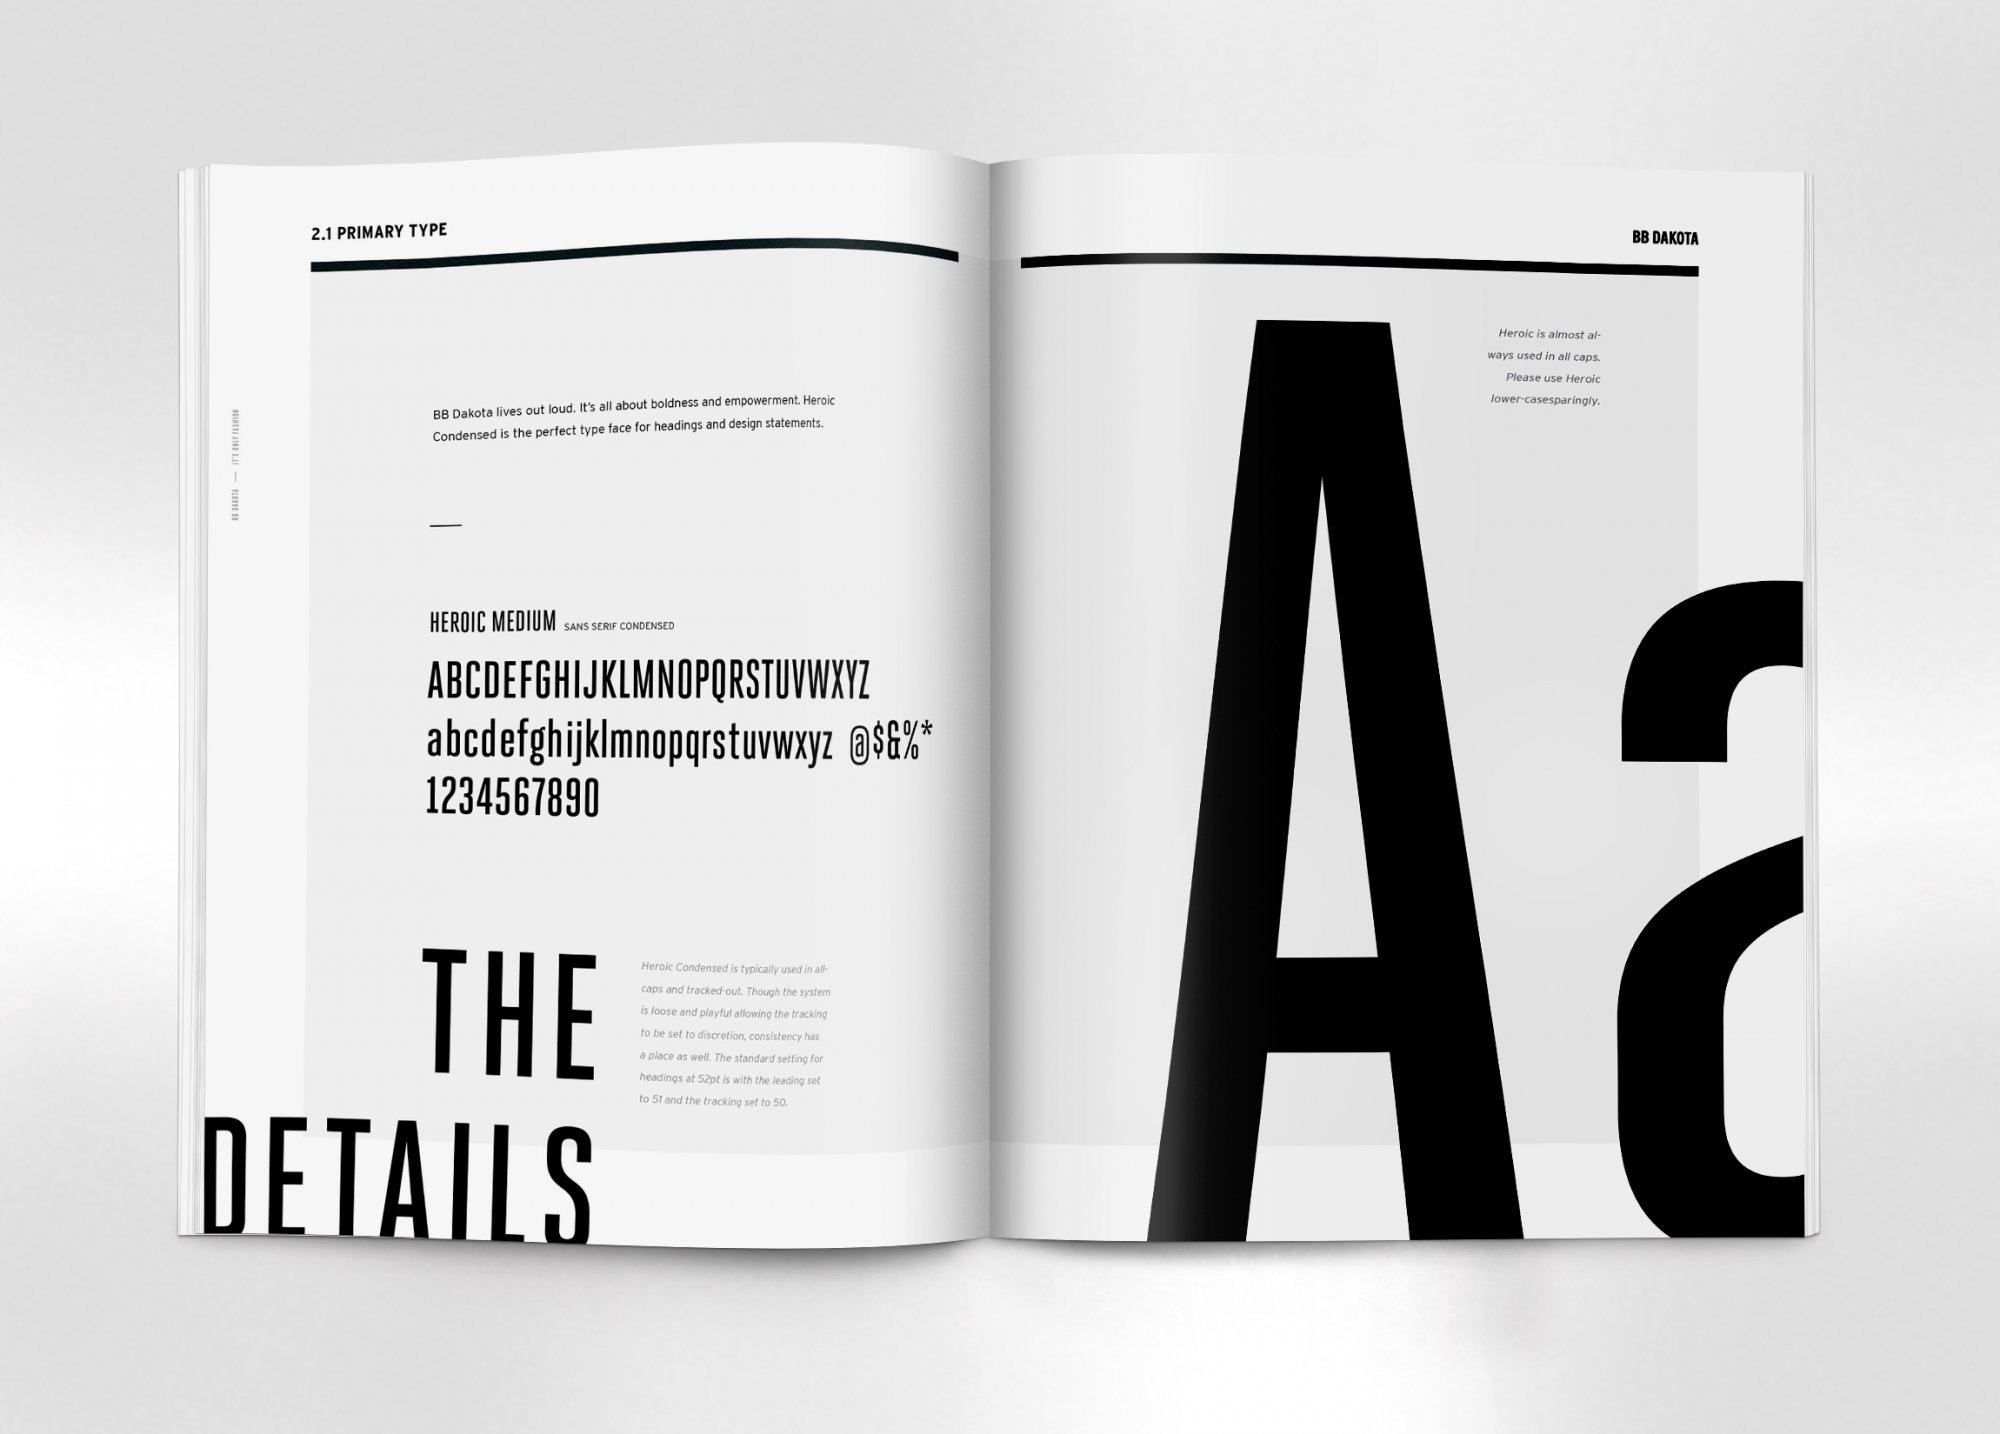 2.1 PRIMARY TYPE
BB DAKOTA — IT'S ONLY FASHION
BB Dakota lives out loud. It's all about boldness and empowerment. Heroic
Condensed is the perfect type face for headings and design statements.
HEROIC MEDIUM SANS SERIF CONDENSED
ABCDEFGHIJKLMNOPQRSTUVWXYZ
abcdefghijklmnopqrstuvwxyz @$&%*
1234567890
THE
DETAILS
Heroic Condensed is typically used in all-
caps and tracked-out. Though the system
is loose and playful allowing the tracking
to be set to discretion, consistency has
a place as well. The standard setting for
headings at 52pt is with the leading set
to 51 and the tracking set to 50.
BB DAKOTA
Heroic is almost al-
ways used in all caps.
Please use Heroic
lower-casesparingly.
Aa